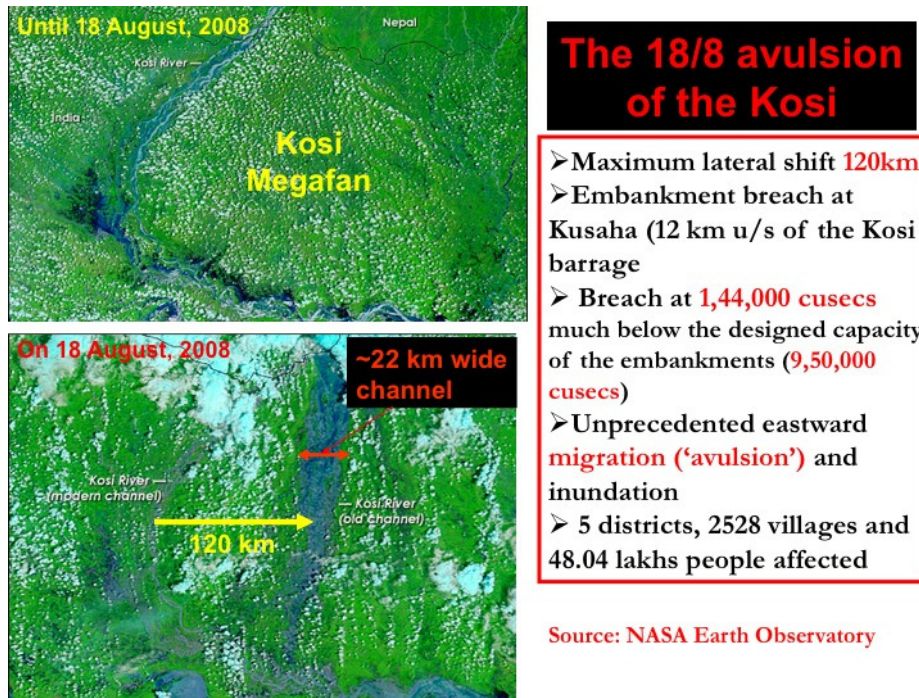 Until 18 August, 2008
Nepal
Kosi River
India
Kosi
Megafan
On 18 August, 2008
~22 km wide
channel
Kosi River
(modern channel)
Kosi River
(old channel)
120 km
The 18/8 avulsion
of the Kosi
➢Maximum lateral shift 120km
➢Embankment breach at
Kusaha (12 km u/s of the Kosi
barrage
➢ Breach at 1,44,000 cusecs
much below the designed capacity
of the embankments (9,50,000
cusecs)
➢Unprecedented eastward
migration (‘avulsion’) and
inundation
➢ 5 districts, 2528 villages and
48.04 lakhs people affected
Source: NASA Earth Observatory